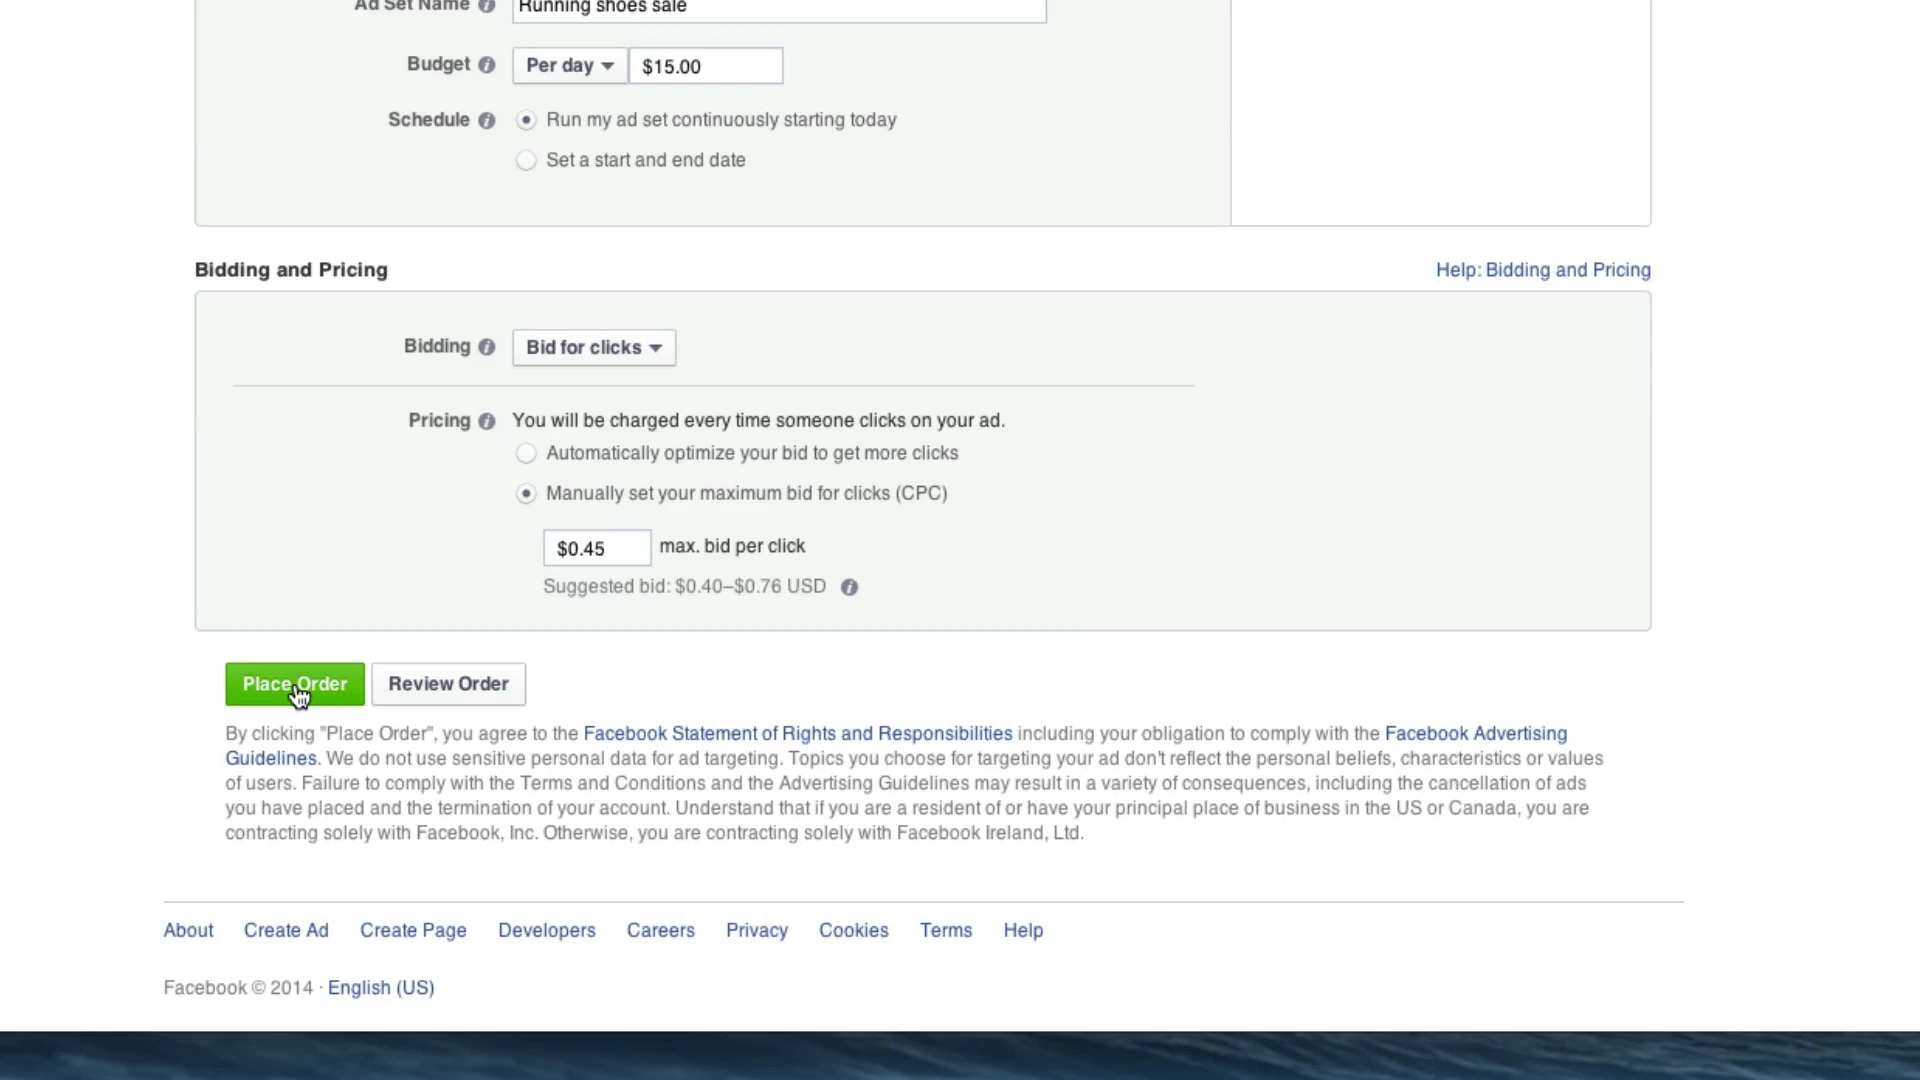 Ad Set Name Running shoes sale
Budget Per day $15.00
Schedule Run my ad set continuously starting today
Set a start and end date
Bidding and Pricing Help: Bidding and Pricing
Bidding Bid for clicks
Pricing You will be charged every time someone clicks on your ad.
Automatically optimize your bid to get more clicks
Manually set your maximum bid for clicks (CPC)
$0.45 max. bid per click
Suggested bid: $0.40–$0.76 USD
Place Order Review Order
By clicking "Place Order", you agree to the Facebook Statement of Rights and Responsibilities including your obligation to comply with the Facebook Advertising
Guidelines. We do not use sensitive personal data for ad targeting. Topics you choose for targeting your ad don't reflect the personal beliefs, characteristics or values
of users. Failure to comply with the Terms and Conditions and the Advertising Guidelines may result in a variety of consequences, including the cancellation of ads
you have placed and the termination of your account. Understand that if you are a resident of or have your principal place of business in the US or Canada, you are
contracting solely with Facebook, Inc. Otherwise, you are contracting solely with Facebook Ireland, Ltd.
About Create Ad Create Page Developers Careers Privacy Cookies Terms Help
Facebook © 2014 · English (US)